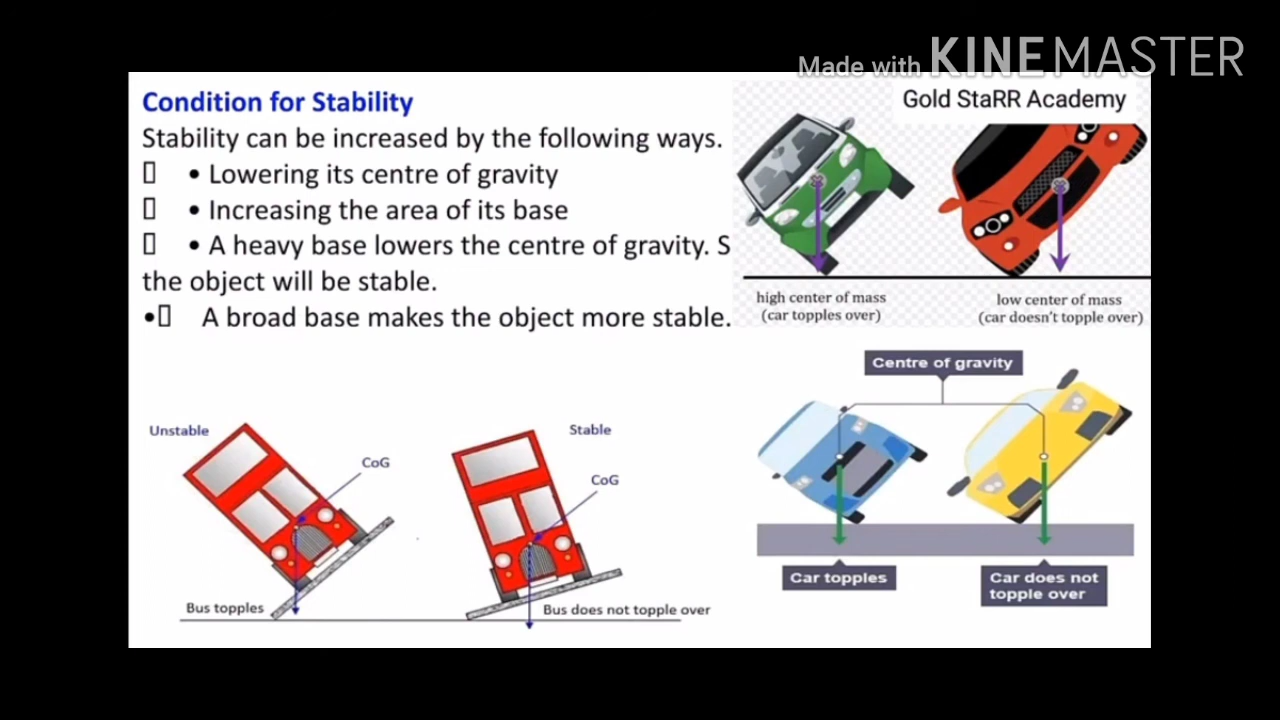 Made with KINEMASTER
Gold StaRR Academy
Condition for Stability
Stability can be increased by the following ways.
• Lowering its centre of gravity
• Increasing the area of its base
• A heavy base lowers the centre of gravity. S
the object will be stable.
• A broad base makes the object more stable.
high center of mass
(car topples over)
low center of mass
(car doesn't topple over)
Centre of gravity
Car topples
Car does not
topple over
Unstable
CoG
Bus topples
Stable
CoG
Bus does not topple over